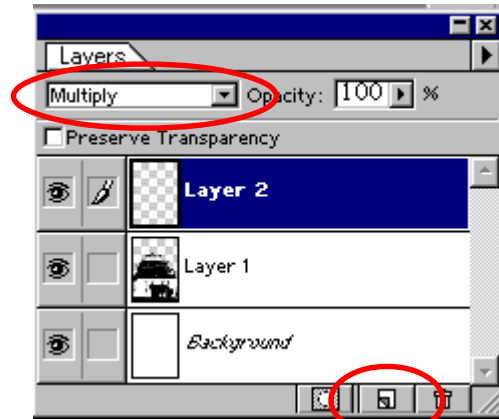 Layers
Multiply Opacity: 100 %
Preserve Transparency
Layer 2
Layer 1
Background